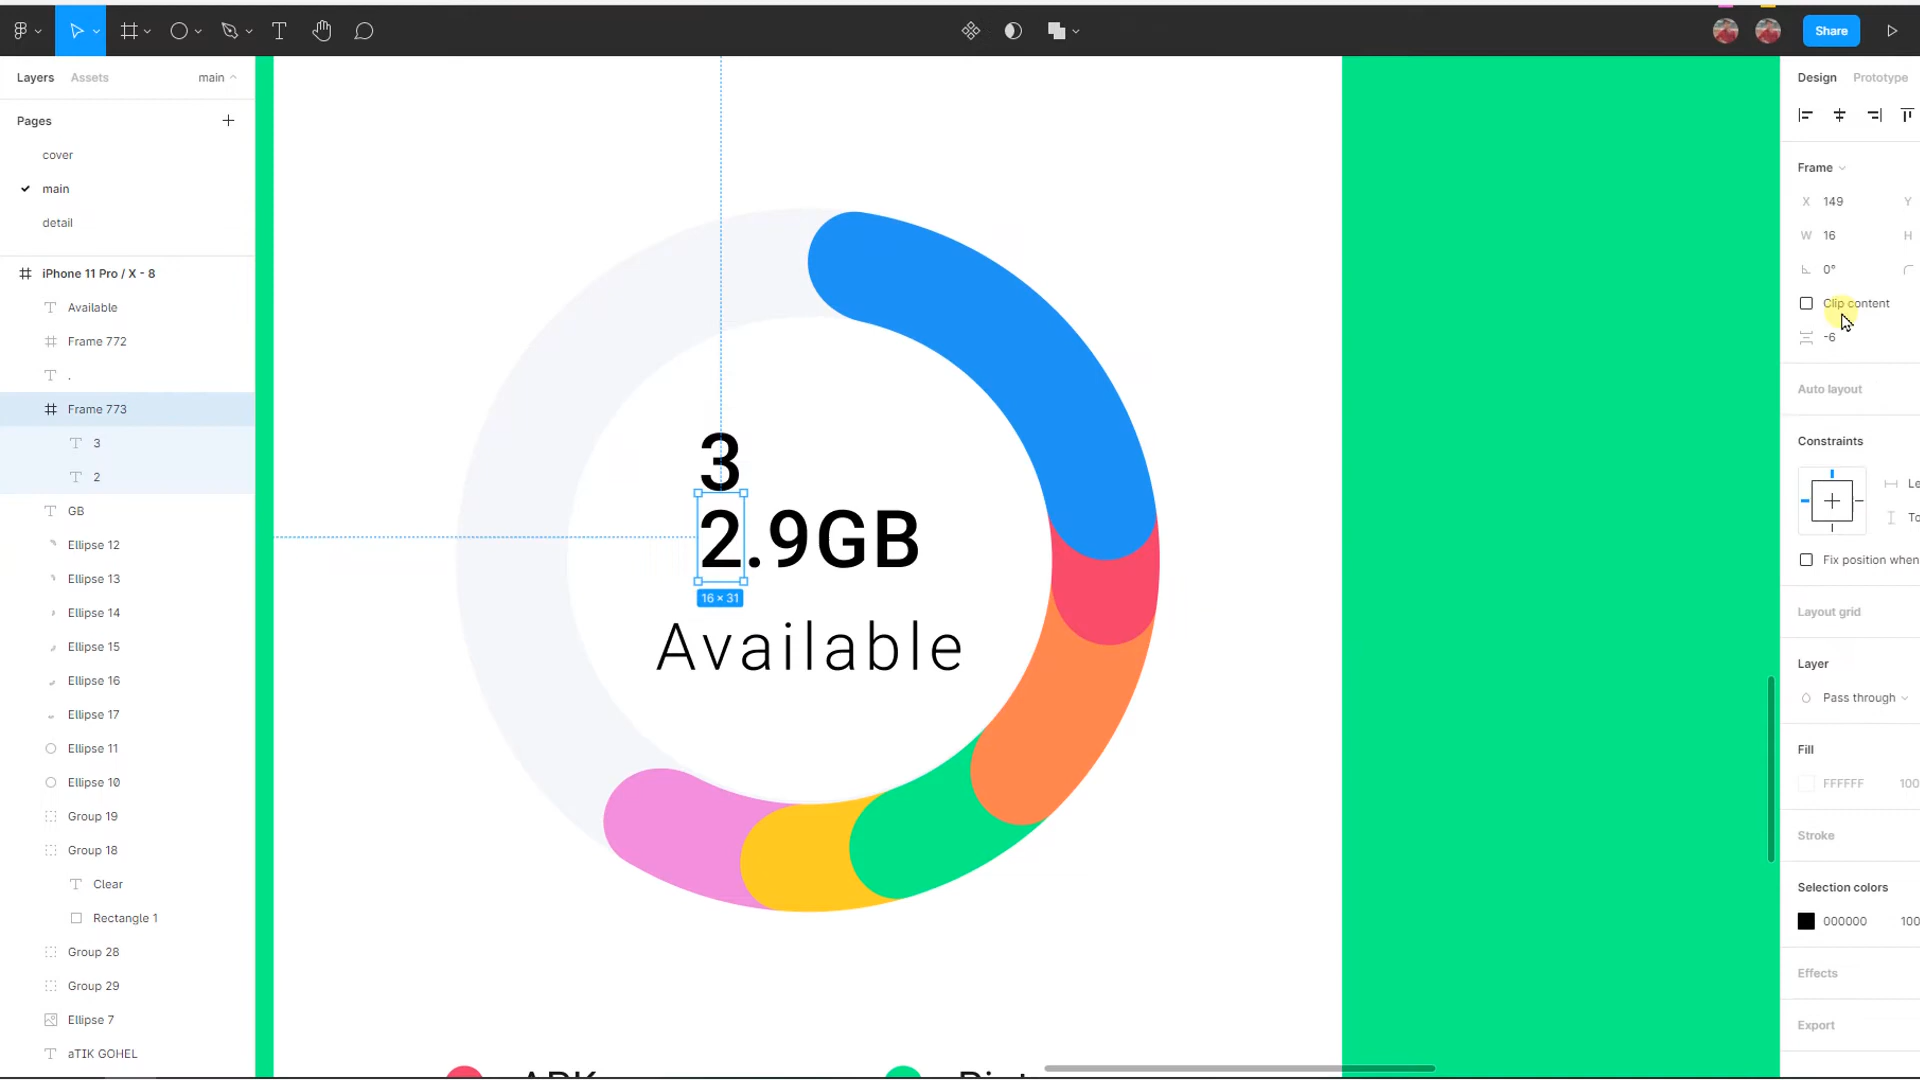 Share
Layers Assets main
Design Prototype
Pages
cover
main
detail
iPhone 11 Pro / X - 8
Available
Frame 772
.
Frame 773
3
2
GB
Ellipse 12
Ellipse 13
Ellipse 14
Ellipse 15
Ellipse 16
Ellipse 17
Ellipse 11
Ellipse 10
Group 19
Group 18
Clear
Rectangle 1
Group 28
Group 29
Ellipse 7
aTIK GOHEL
3
2.9GB
16 × 31
Available
Frame
X 149 Y
W 16 H
0°
Clip content
-6
Auto layout
Constraints
Le
To
Fix position when
Layout grid
Layer
Pass through
Fill
FFFFFF 100
Stroke
Selection colors
000000 100
Effects
Export